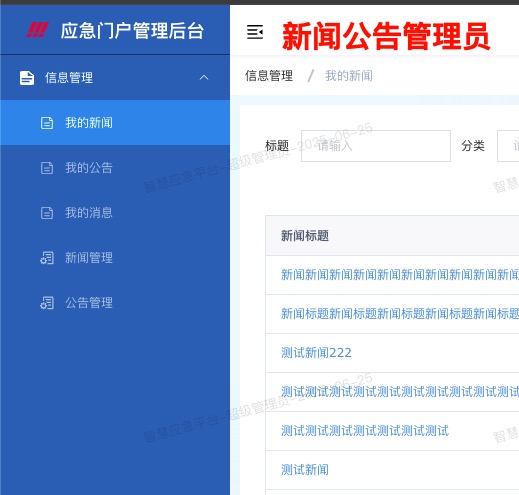 应急门户管理后台
新闻公告管理员
信息管理
信息管理 / 我的新闻
我的新闻
我的公告
我的消息
新闻管理
公告管理
标题 请输入 分类
新闻标题
新闻新闻新闻新闻新闻新闻新闻新闻新闻新闻
新闻标题新闻标题新闻标题新闻标题新闻标题
测试新闻222
测试测试测试测试测试测试测试测试测试测试
测试测试测试测试测试测试测试
测试新闻
智慧应急平台-超级管理员-2025-06-25
智慧
智慧应急平台-超级管理员-2025-06-25
智慧